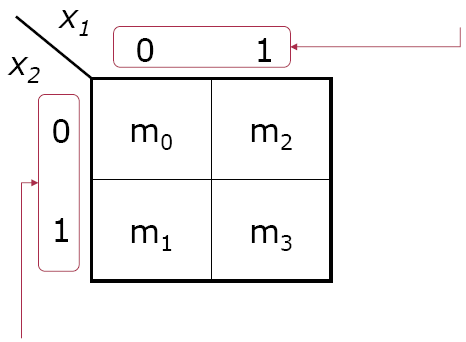 x₁
x₂
0 1
0 m₀ m₂
1 m₁ m₃